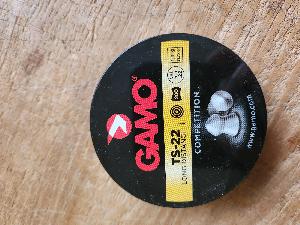 GAMO
TS-22
LONG DISTANCE
COMPETITION
www.gamo.com